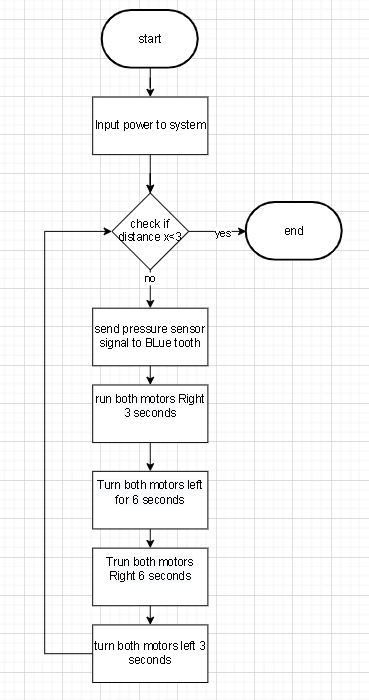 start
Input power to system
check if
distance x<3
yes
end
no
send pressure sensor
signal to BLue tooth
run both motors Right
3 seconds
Turn both motors left
for 6 seconds
Trun both motors
Right 6 seconds
turn both motors left 3
seconds